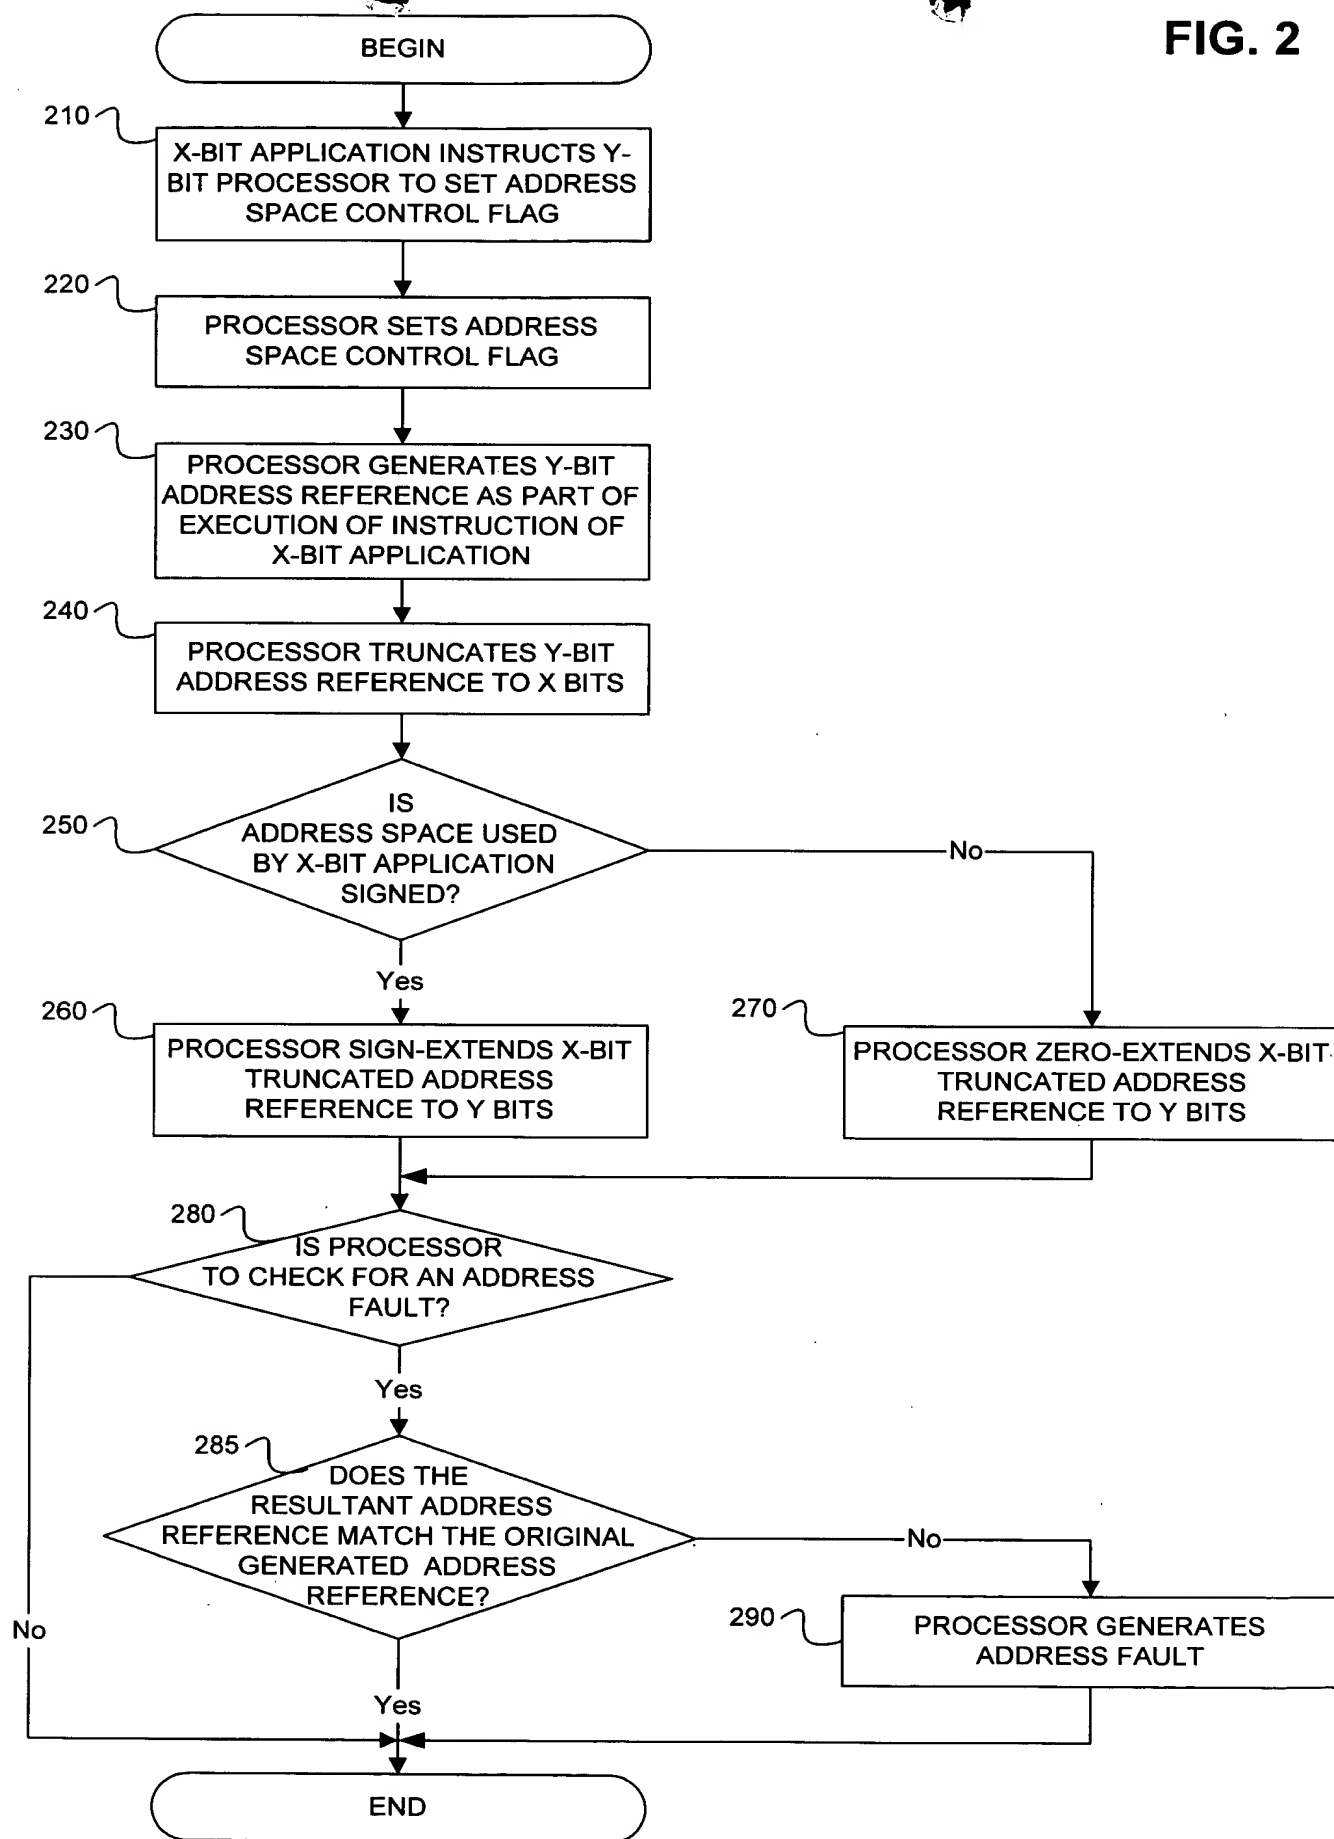 FIG. 2
BEGIN
210
X-BIT APPLICATION INSTRUCTS Y-
BIT PROCESSOR TO SET ADDRESS
SPACE CONTROL FLAG
220
PROCESSOR SETS ADDRESS
SPACE CONTROL FLAG
230
PROCESSOR GENERATES Y-BIT
ADDRESS REFERENCE AS PART OF
EXECUTION OF INSTRUCTION OF
X-BIT APPLICATION
240
PROCESSOR TRUNCATES Y-BIT
ADDRESS REFERENCE TO X BITS
250
IS
ADDRESS SPACE USED
BY X-BIT APPLICATION
SIGNED?
No
Yes
260
PROCESSOR SIGN-EXTENDS X-BIT
TRUNCATED ADDRESS
REFERENCE TO Y BITS
270
PROCESSOR ZERO-EXTENDS X-BIT
TRUNCATED ADDRESS
REFERENCE TO Y BITS
280
IS PROCESSOR
TO CHECK FOR AN ADDRESS
FAULT?
Yes
285
DOES THE
RESULTANT ADDRESS
REFERENCE MATCH THE ORIGINAL
GENERATED ADDRESS
REFERENCE?
No
290
PROCESSOR GENERATES
ADDRESS FAULT
No
Yes
END